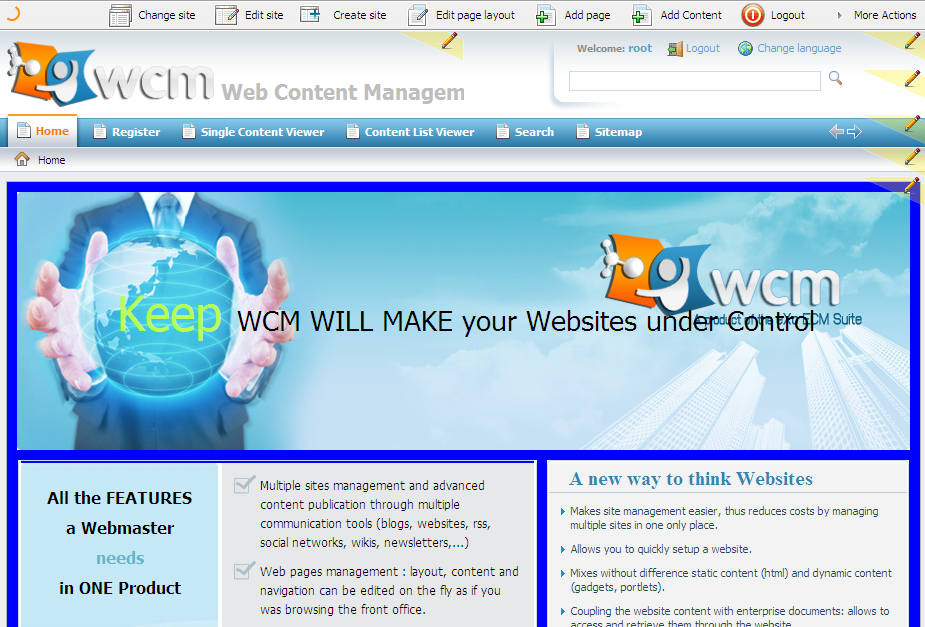 Change site Edit site Create site Edit page layout Add page Add Content Logout More Actions
Welcome: root Logout Change language
wcm Web Content Managem
Home Register Single Content Viewer Content List Viewer Search Sitemap
Home
wcm
A product of the eXo ECM Suite
Keep WCM WILL MAKE your Websites under Control
All the FEATURES
a Webmaster
needs
in ONE Product
Multiple sites management and advanced
content publication through multiple
communication tools (blogs, websites, rss,
social networks, wikis, newsletters,...)
Web pages management : layout, content and
navigation can be edited on the fly as if you
was browsing the front office.
A new way to think Websites
Makes site management easier, thus reduces costs by managing
multiple sites in one only place.
Allows you to quickly setup a website.
Mixes without difference static content (html) and dynamic content
(gadgets, portlets).
Coupling the website content with enterprise documents: allows to
access and retrieve them through the website